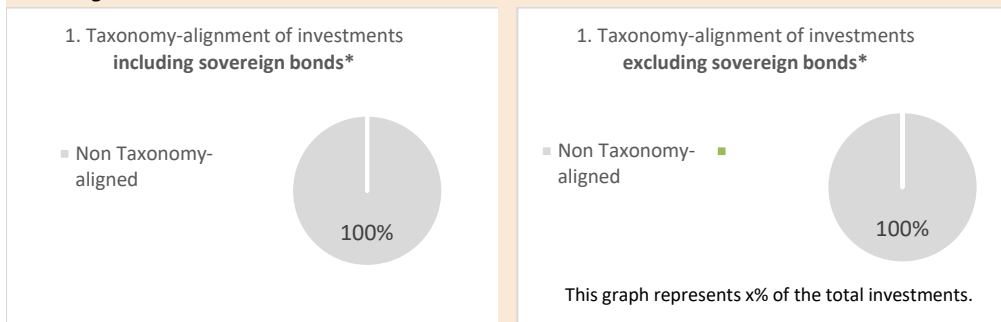 1. Taxonomy-alignment of investments
including sovereign bonds*
Non Taxonomy-
aligned
100%
1. Taxonomy-alignment of investments
excluding sovereign bonds*
Non Taxonomy-
aligned
100%
This graph represents x% of the total investments.